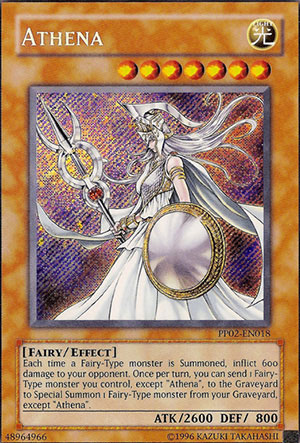 ATHENA
LIGHT
光
PP02-EN018
[FAIRY/EFFECT]
Each time a Fairy-Type monster is Summoned, inflict 600
damage to your opponent. Once per turn, you can send 1 Fairy-
Type monster you control, except "Athena", to the Graveyard
to Special Summon 1 Fairy-Type monster from your Graveyard,
except "Athena".
ATK/2600 DEF/ 800
48964966
©1996 KAZUKI TAKAHASHI